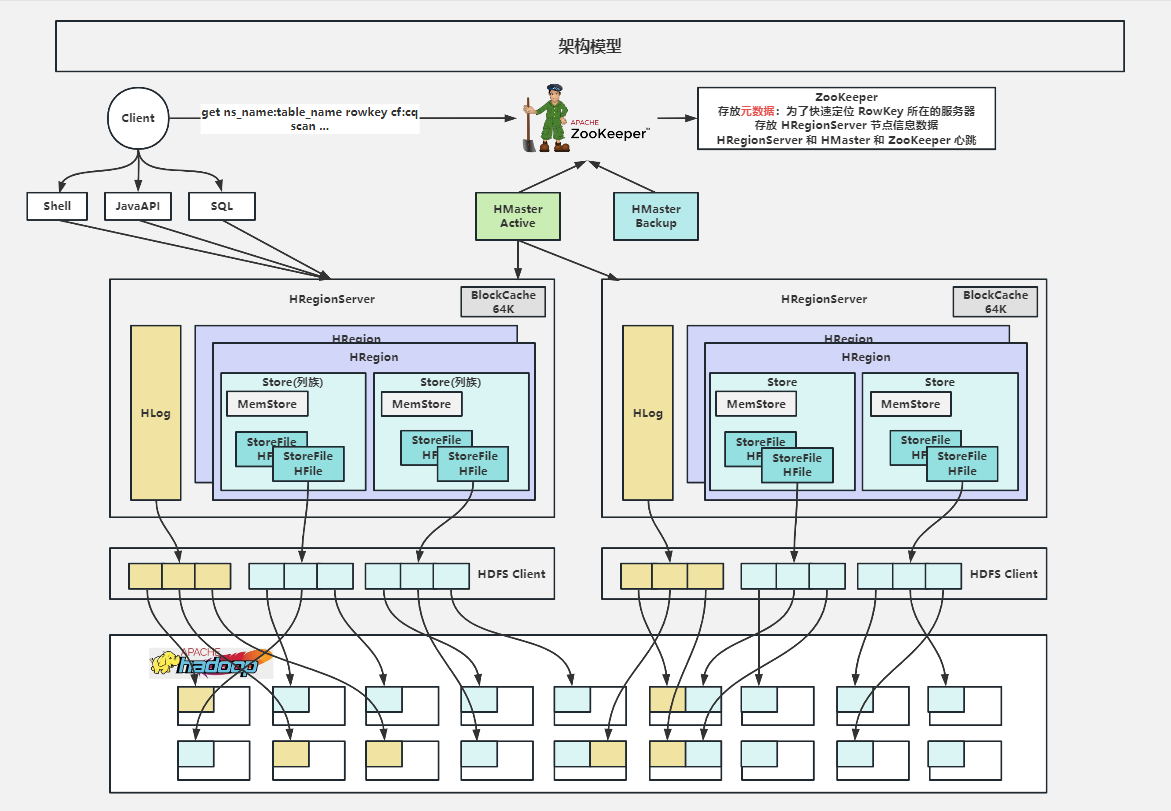 架构模型
Client
get ns_name:table_name rowkey cf:cq
scan ...
APACHE
ZooKeeper™
ZooKeeper
存放元数据：为了快速定位 RowKey 所在的服务器
存放 HRegionServer 节点信息数据
HRegionServer 和 HMaster 和 ZooKeeper 心跳
Shell
JavaAPI
SQL
HMaster
Active
HMaster
Backup
HRegionServer
BlockCache
64K
HLog
HRegion
HRegion
Store(列族)
MemStore
StoreFile
HF
StoreFile
HFile
Store(列族)
MemStore
StoreFile
HF
StoreFile
HFile
HRegionServer
BlockCache
64K
HLog
HRegion
HRegion
Store
MemStore
StoreFile
HF
StoreFile
HFile
Store
MemStore
StoreFile
HF
StoreFile
HFile
HDFS Client
HDFS Client
APACHE
hadoop